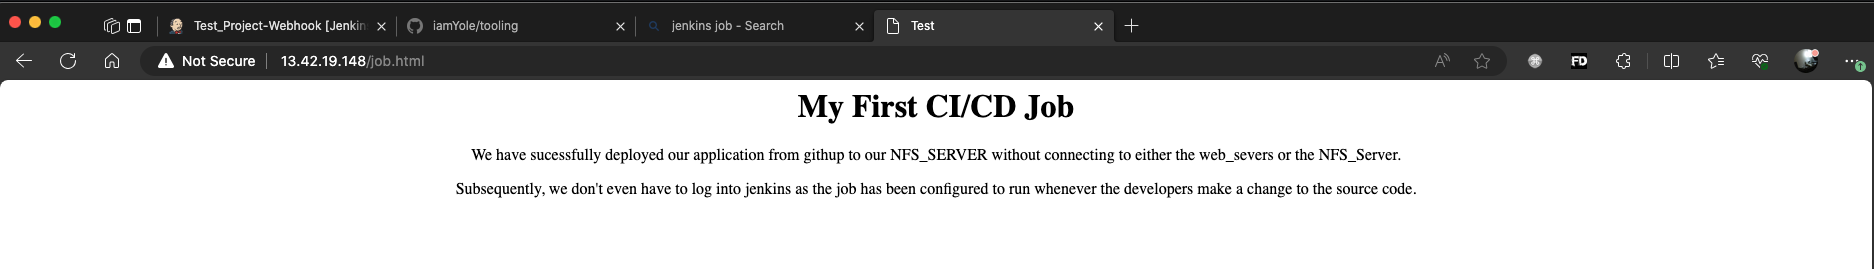 Test_Project-Webhook [Jenkin
iamYole/tooling
jenkins job - Search
Test
Not Secure
13.42.19.148/job.html
A
FD
My First CI/CD Job
We have sucessfully deployed our application from githup to our NFS_SERVER without connecting to either the web_severs or the NFS_Server.
Subsequently, we don't even have to log into jenkins as the job has been configured to run whenever the developers make a change to the source code.